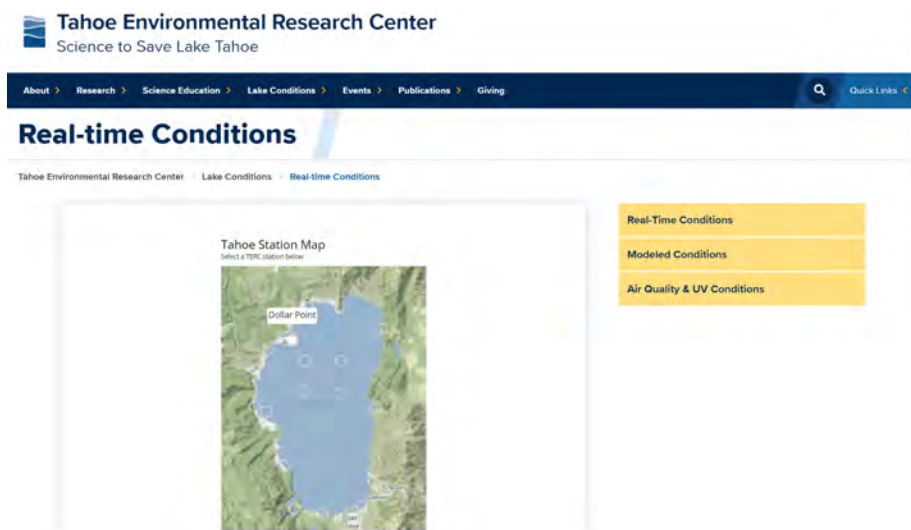 Tahoe Environmental Research Center
Science to Save Lake Tahoe
About > Research > Science Education > Lake Conditions > Events > Publications > Giving
Quick Links <
Real-time Conditions
Tahoe Environmental Research Center Lake Conditions Real-time Conditions
Tahoe Station Map
Select a TERC station below
Dollar Point
Real-Time Conditions
Modeled Conditions
Air Quality & UV Conditions